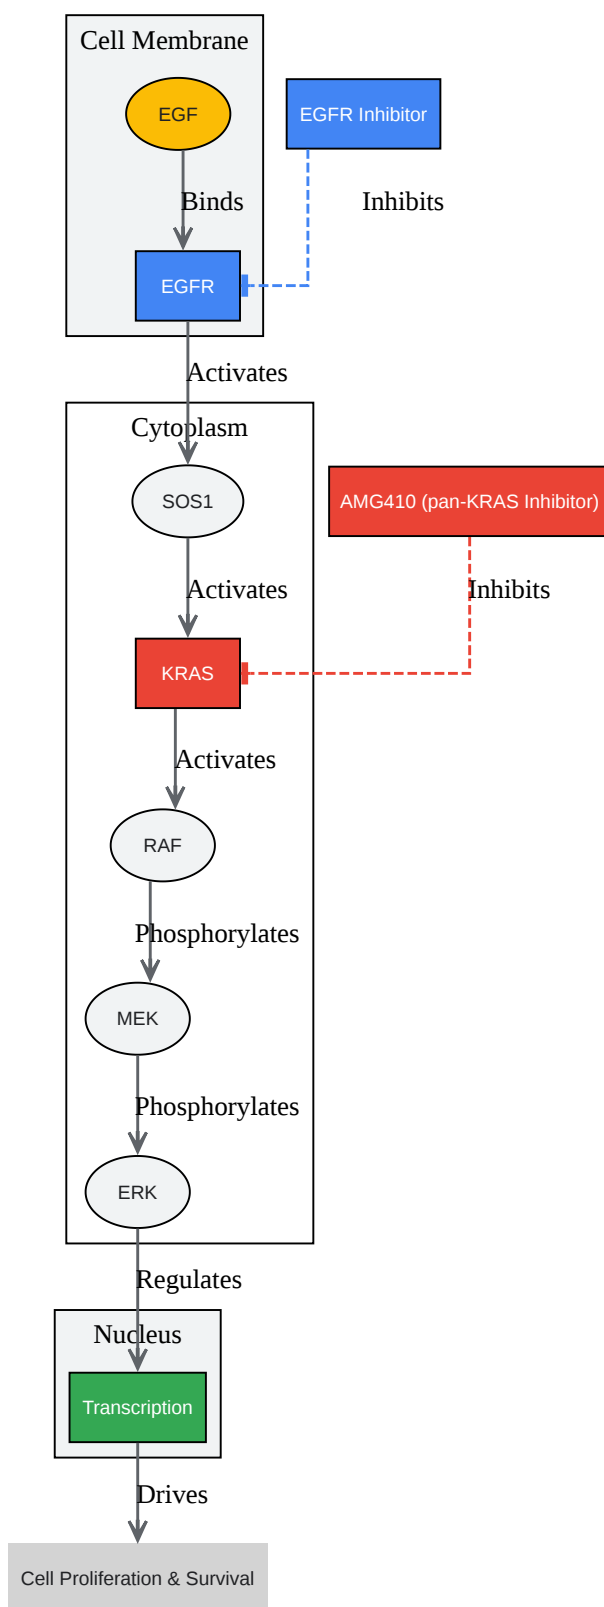 Cell Membrane
EGF
EGFR Inhibitor
Binds
Inhibits
EGFR
Activates
Cytoplasm
SOS1
AMG410 (pan-KRAS Inhibitor)
Activates
Inhibits
KRAS
Activates
RAF
Phosphorylates
MEK
Phosphorylates
ERK
Regulates
Nucleus
Transcription
Drives
Cell Proliferation & Survival